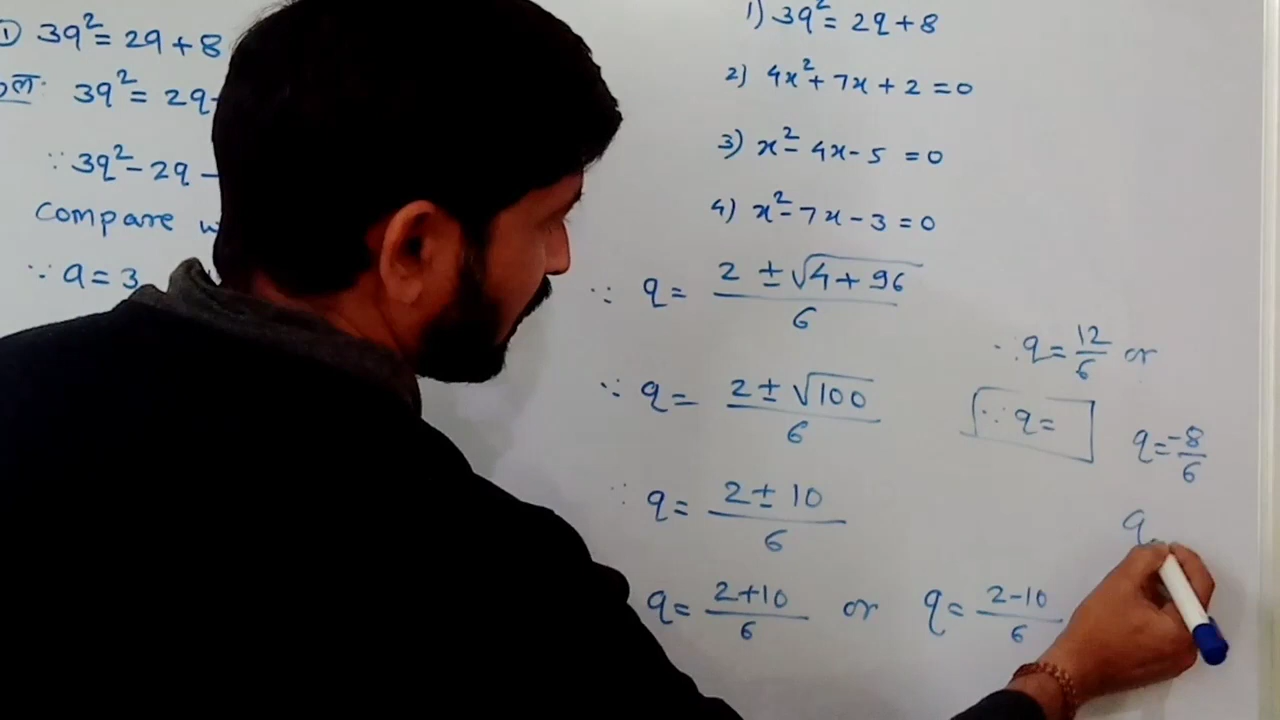 ① 3q² = 2q + 8
3q² = 2q
∵ 3q² - 2q -
Compare
∵ a = 3
1) 3q² = 2q + 8
2) 4x² + 7x + 2 = 0
3) x² - 4x - 5 = 0
4) x² - 7x - 3 = 0
∵ q = 2 ± √4 + 96 / 6
∵ q = 2 ± √100 / 6
∵ q = 2 ± 10 / 6
q = 2+10 / 6 or q = 2-10 / 6
∵ q = 12/6 or
∵ q =
q = -8/6
q